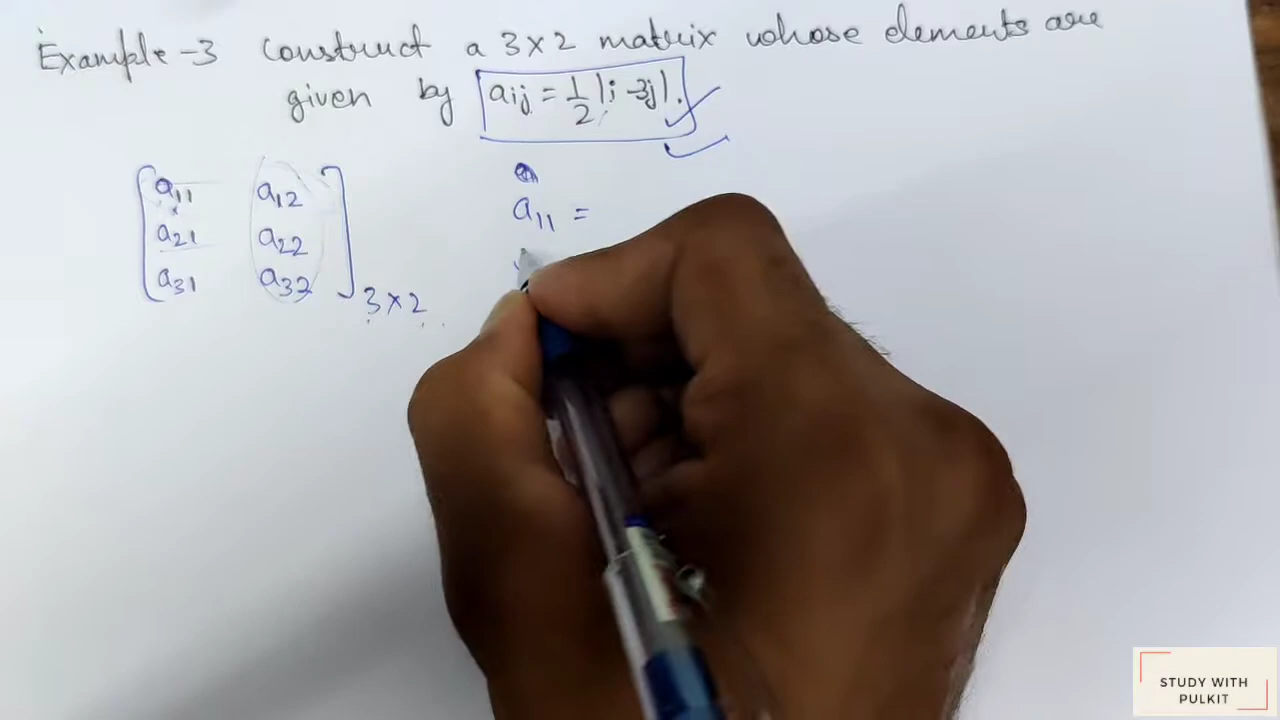 Example -3 Construct a 3×2 matrix whose elements are
given by aij = 1/2 |i -3j|.
a11 a12
a21 a22
a31 a32
3×2
a11 =
STUDY WITH
PULKIT